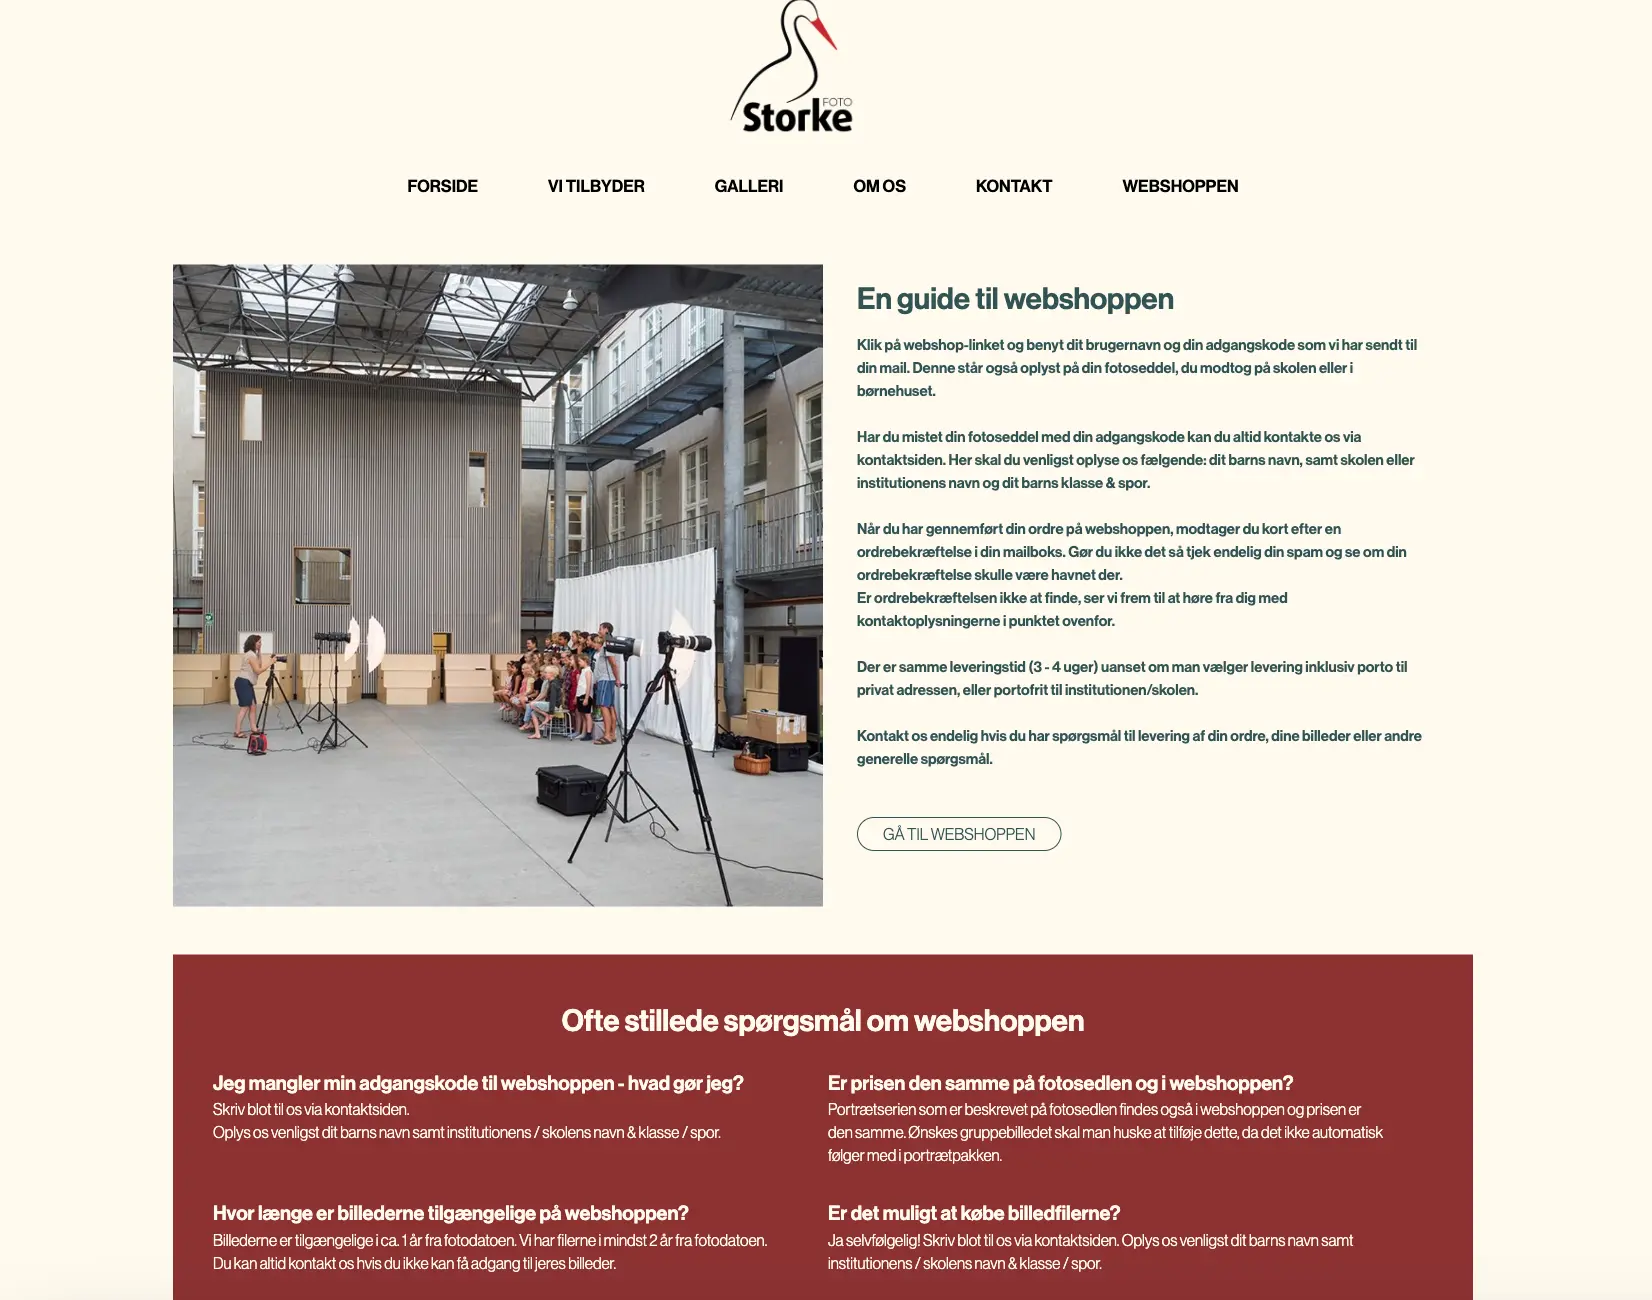 FOTO
Storke
FORSIDE VI TILBYDER GALLERI OM OS KONTAKT WEBSHOPPEN
En guide til webshoppen
Klik på webshop-linket og benyt dit brugernavn og din adgangskode som vi har sendt til
din mail. Denne står også oplyst på din fotoseddel, du modtog på skolen eller i
børnehuset.
Har du mistet din fotoseddel med din adgangskode kan du altid kontakte os via
kontaktsiden. Her skal du venligst oplyse os fælgende: dit barns navn, samt skolen eller
institutionens navn og dit barns klasse & spor.
Når du har gennemført din ordre på webshoppen, modtager du kort efter en
ordrebekræftelse i din mailboks. Gør du ikke det så tjek endelig din spam og se om din
ordrebekræftelse skulle være havnet der.
Er ordrebekræftelsen ikke at finde, ser vi frem til at høre fra dig med
kontaktoplysningerne i punktet ovenfor.
Der er samme leveringstid (3 - 4 uger) uanset om man vælger levering inklusiv porto til
privat adressen, eller portofrit til institutionen/skolen.
Kontakt os endelig hvis du har spørgsmål til levering af din ordre, dine billeder eller andre
generelle spørgsmål.
GÅ TIL WEBSHOPPEN
Ofte stillede spørgsmål om webshoppen
Jeg mangler min adgangskode til webshoppen - hvad gør jeg?
Skriv blot til os via kontaktsiden.
Oplys os venligst dit barns navn samt institutionens / skolens navn & klasse / spor.
Er prisen den samme på fotosedlen og i webshoppen?
Portrætserien som er beskrevet på fotosedlen findes også i webshoppen og prisen er
den samme. Ønskes gruppebilledet skal man huske at tilføje dette, da det ikke automatisk
følger med i portrætpakken.
Hvor længe er billederne tilgængelige på webshoppen?
Billederne er tilgængelige i ca. 1 år fra fotodatoen. Vi har filerne i mindst 2 år fra fotodatoen.
Du kan altid kontakt os hvis du ikke kan få adgang til jeres billeder.
Er det muligt at købe billedfilerne?
Ja selvfølgelig! Skriv blot til os via kontaktsiden. Oplys os venligst dit barns navn samt
institutionens / skolens navn & klasse / spor.